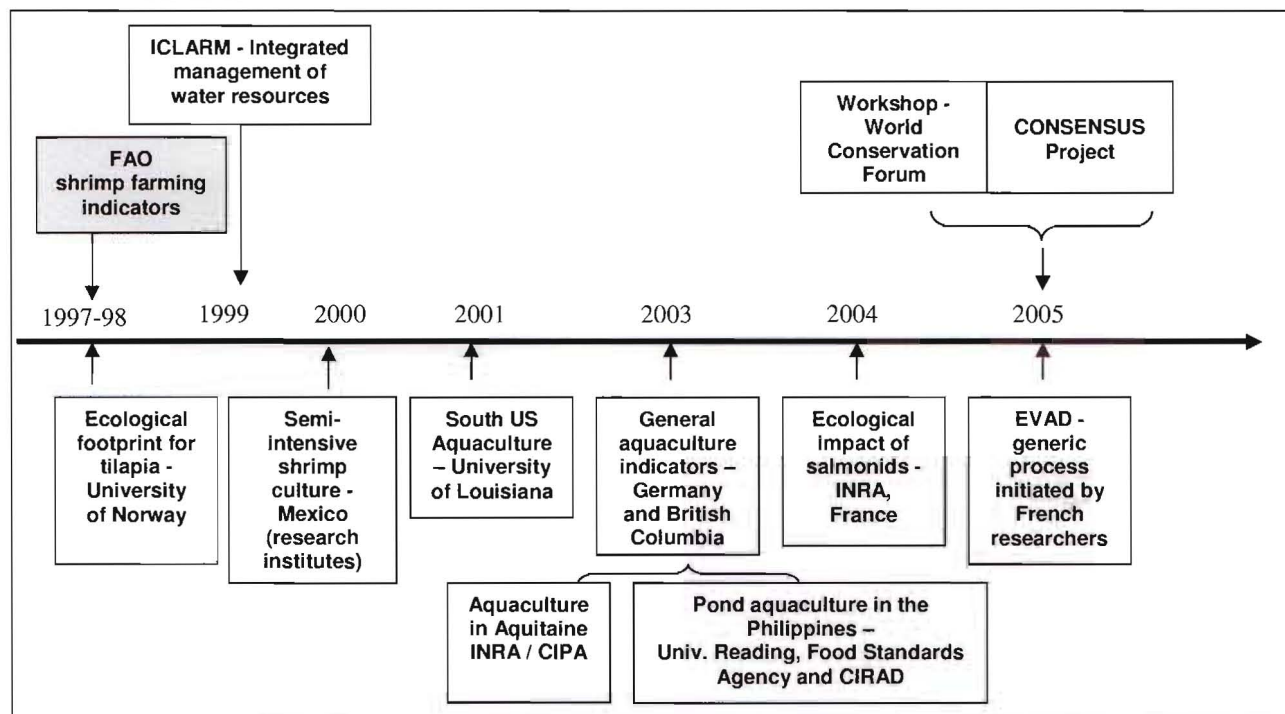 ICLARM - Integrated
management of
water resources
Workshop -
World
Conservation
Forum
CONSENSUS
Project
FAO
shrimp farming
indicators
1997-98
1999
2000
2001
2003
2004
2005
Ecological
footprint for
tilapia -
University
of Norway
Semi-
intensive
shrimp
culture -
Mexico
(research
institutes)
South US
Aquaculture
– University
of Louisiana
General
aquaculture
indicators –
Germany
and British
Columbia
Ecological
impact of
salmonids -
INRA,
France
EVAD -
generic
process
initiated by
French
researchers
Aquaculture
in Aquitaine
INRA / CIPA
Pond aquaculture in the
Philippines –
Univ. Reading, Food Standards
Agency and CIRAD